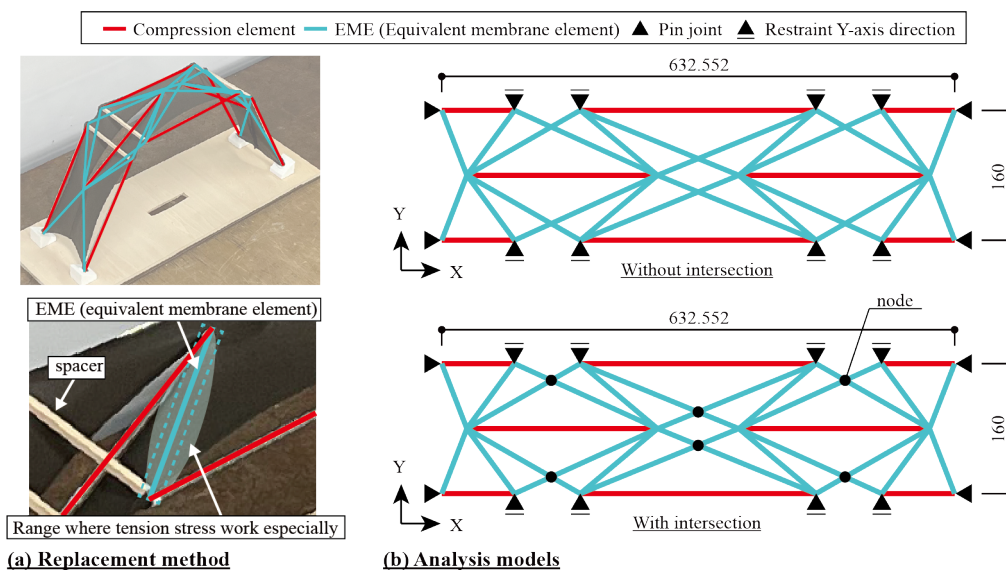 Compression element EME (Equivalent membrane element) Pin joint Restraint Y-axis direction
EME (equivalent membrane element)
spacer
Range where tension stress work especially
(a) Replacement method
632.552
160
Y
X
Without intersection
node
632.552
160
Y
X
With intersection
(b) Analysis models